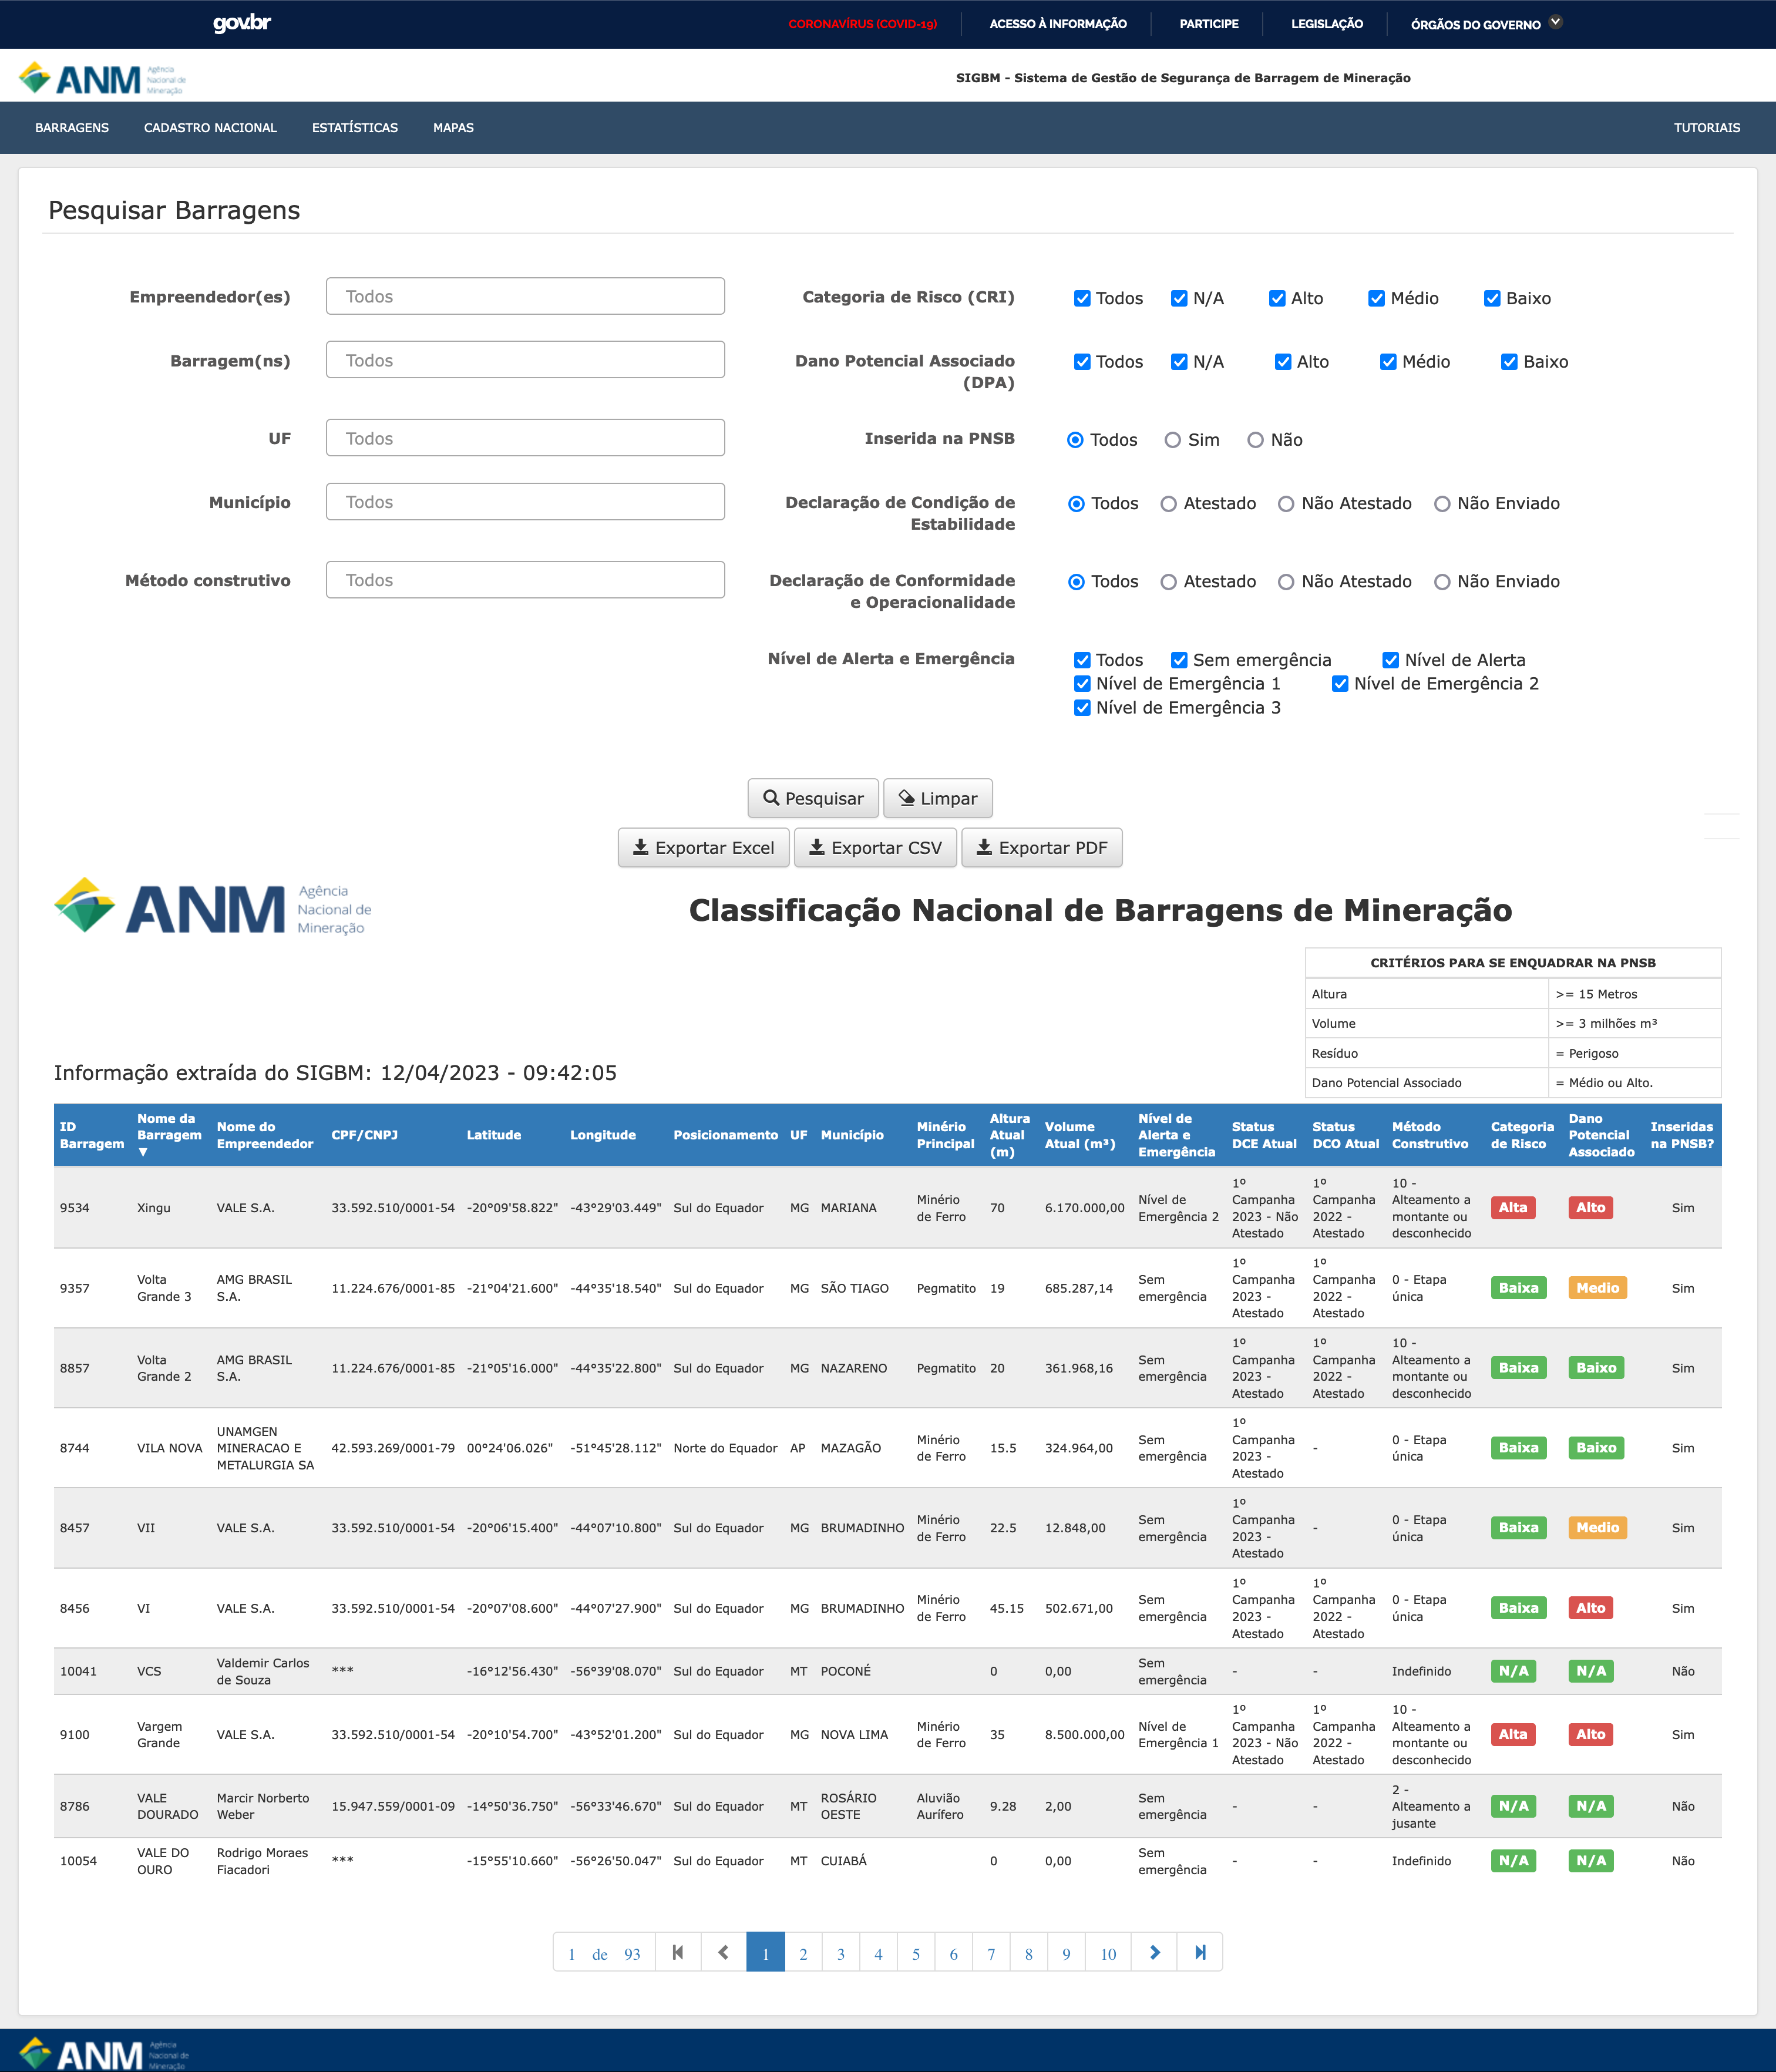 gov.br
CORONAVÍRUS (COVID-19)
ACESSO À INFORMAÇÃO
PARTICIPE
LEGISLAÇÃO
ÓRGÃOS DO GOVERNO
ANM Agência Nacional de Mineração
SIGBM - Sistema de Gestão de Segurança de Barragem de Mineração
BARRAGENS CADASTRO NACIONAL ESTATÍSTICAS MAPAS TUTORIAIS
Pesquisar Barragens
Empreendedor(es) Todos
Categoria de Risco (CRI) Todos N/A Alto Médio Baixo
Barragem(ns) Todos
Dano Potencial Associado (DPA) Todos N/A Alto Médio Baixo
UF Todos
Inserida na PNSB Todos Sim Não
Município Todos
Declaração de Condição de Estabilidade Todos Atestado Não Atestado Não Enviado
Método construtivo Todos
Declaração de Conformidade e Operacionalidade Todos Atestado Não Atestado Não Enviado
Nível de Alerta e Emergência Todos Sem emergência Nível de Alerta
Nível de Emergência 1 Nível de Emergência 2
Nível de Emergência 3
Pesquisar Limpar
Exportar Excel Exportar CSV Exportar PDF
ANM Agência Nacional de Mineração
Classificação Nacional de Barragens de Mineração
CRITÉRIOS PARA SE ENQUADRAR NA PNSB
Altura >= 15 Metros
Volume >= 3 milhões m³
Resíduo = Perigoso
Dano Potencial Associado = Médio ou Alto.
Informação extraída do SIGBM: 12/04/2023 - 09:42:05
ID Barragem Nome da Barragem ▼ Nome do Empreendedor CPF/CNPJ Latitude Longitude Posicionamento UF Município Minério Principal Altura Atual (m) Volume Atual (m³) Nível de Alerta e Emergência Status DCE Atual Status DCO Atual Método Construtivo Categoria de Risco Dano Potencial Associado Inseridas na PNSB?
9534 Xingu VALE S.A. 33.592.510/0001-54 -20°09'58.822" -43°29'03.449" Sul do Equador MG MARIANA Minério de Ferro 70 6.170.000,00 Nível de Emergência 2 1º Campanha 2023 - Não Atestado 1º Campanha 2022 - Atestado 10 - Alteamento a montante ou desconhecido Alta Alto Sim
9357 Volta Grande 3 AMG BRASIL S.A. 11.224.676/0001-85 -21°04'21.600" -44°35'18.540" Sul do Equador MG SÃO TIAGO Pegmatito 19 685.287,14 Sem emergência 1º Campanha 2023 - Atestado 1º Campanha 2022 - Atestado 0 - Etapa única Baixa Medio Sim
8857 Volta Grande 2 AMG BRASIL S.A. 11.224.676/0001-85 -21°05'16.000" -44°35'22.800" Sul do Equador MG NAZARENO Pegmatito 20 361.968,16 Sem emergência 1º Campanha 2023 - Atestado 1º Campanha 2022 - Atestado 10 - Alteamento a montante ou desconhecido Baixa Baixo Sim
8744 VILA NOVA UNAMGEN MINERACAO E METALURGIA SA 42.593.269/0001-79 00°24'06.026" -51°45'28.112" Norte do Equador AP MAZAGÃO Minério de Ferro 15.5 324.964,00 Sem emergência 1º Campanha 2023 - Atestado - 0 - Etapa única Baixa Baixo Sim
8457 VII VALE S.A. 33.592.510/0001-54 -20°06'15.400" -44°07'10.800" Sul do Equador MG BRUMADINHO Minério de Ferro 22.5 12.848,00 Sem emergência 1º Campanha 2023 - Atestado - 0 - Etapa única Baixa Medio Sim
8456 VI VALE S.A. 33.592.510/0001-54 -20°07'08.600" -44°07'27.900" Sul do Equador MG BRUMADINHO Minério de Ferro 45.15 502.671,00 Sem emergência 1º Campanha 2023 - Atestado 1º Campanha 2022 - Atestado 0 - Etapa única Baixa Alto Sim
10041 VCS Valdemir Carlos de Souza *** -16°12'56.430" -56°39'08.070" Sul do Equador MT POCONÉ 0 0,00 Sem emergência - - Indefinido N/A N/A Não
9100 Vargem Grande VALE S.A. 33.592.510/0001-54 -20°10'54.700" -43°52'01.200" Sul do Equador MG NOVA LIMA Minério de Ferro 35 8.500.000,00 Nível de Emergência 1 1º Campanha 2023 - Não Atestado 1º Campanha 2022 - Atestado 10 - Alteamento a montante ou desconhecido Alta Alto Sim
8786 VALE DOURADO Marcir Norberto Weber 15.947.559/0001-09 -14°50'36.750" -56°33'46.670" Sul do Equador MT ROSÁRIO OESTE Aluvião Aurífero 9.28 2,00 Sem emergência - - 2 - Alteamento a jusante N/A N/A Não
10054 VALE DO OURO Rodrigo Moraes Fiacadori *** -15°55'10.660" -56°26'50.047" Sul do Equador MT CUIABÁ 0 0,00 Sem emergência - - Indefinido N/A N/A Não
1 de 93 1 2 3 4 5 6 7 8 9 10
ANM Agência Nacional de Mineração